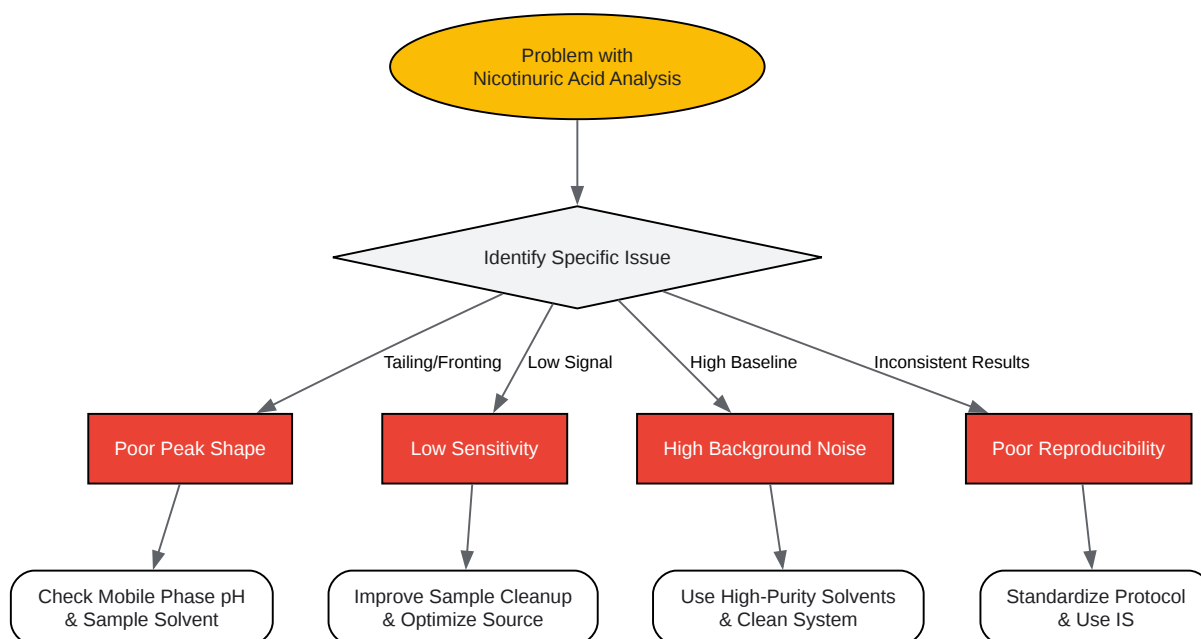 Problem with
Nicotinuric Acid Analysis
Identify Specific Issue
Tailing/Fronting
Low Signal
High Baseline
Inconsistent Results
Poor Peak Shape
Low Sensitivity
High Background Noise
Poor Reproducibility
Check Mobile Phase pH
& Sample Solvent
Improve Sample Cleanup
& Optimize Source
Use High-Purity Solvents
& Clean System
Standardize Protocol
& Use IS